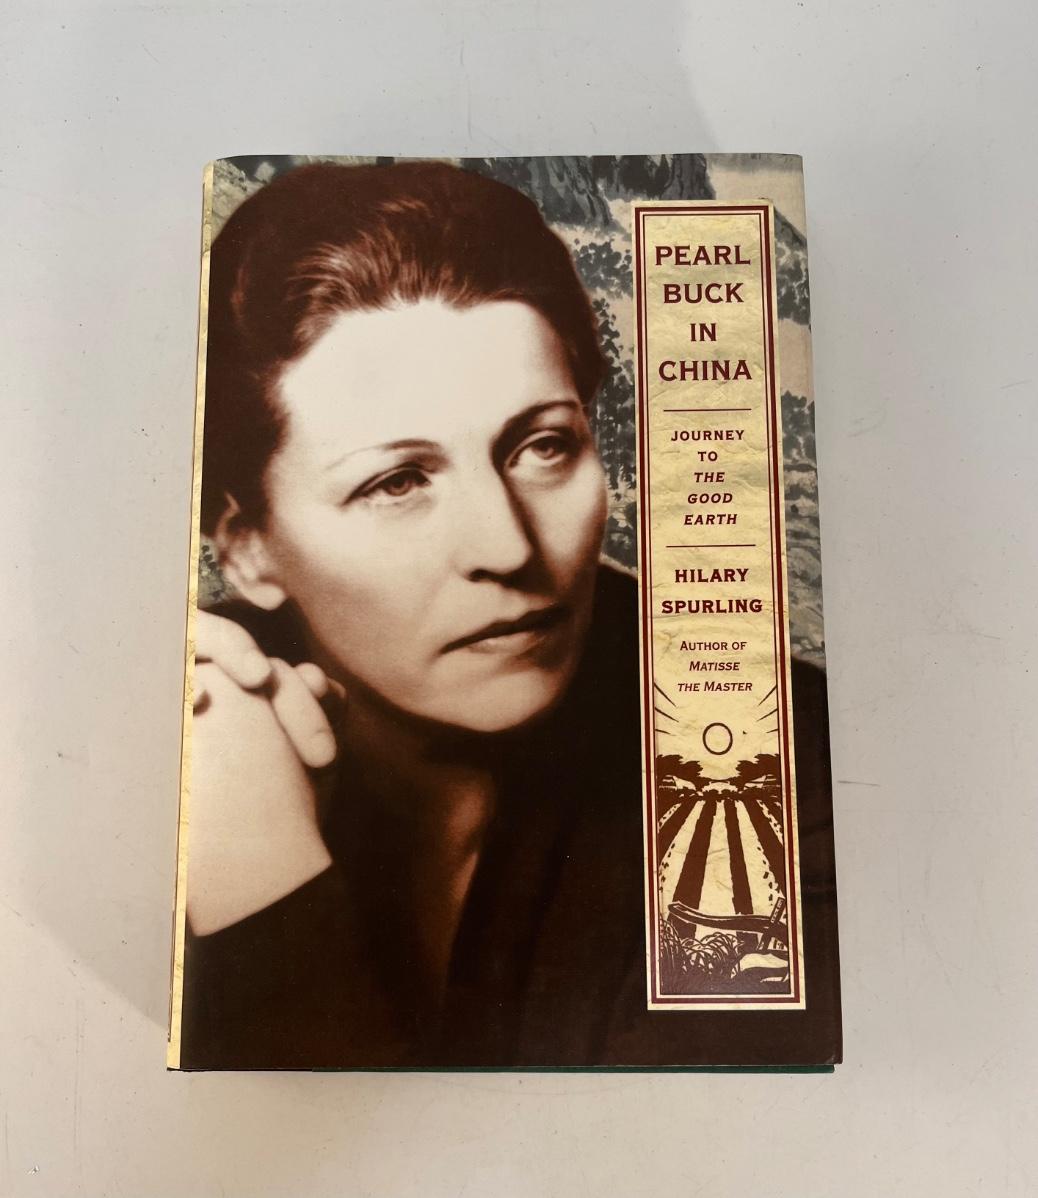 PEARL
BUCK
IN
CHINA
JOURNEY
TO
THE
GOOD
EARTH
HILARY
SPURLING
AUTHOR OF
MATISSE
THE MASTER